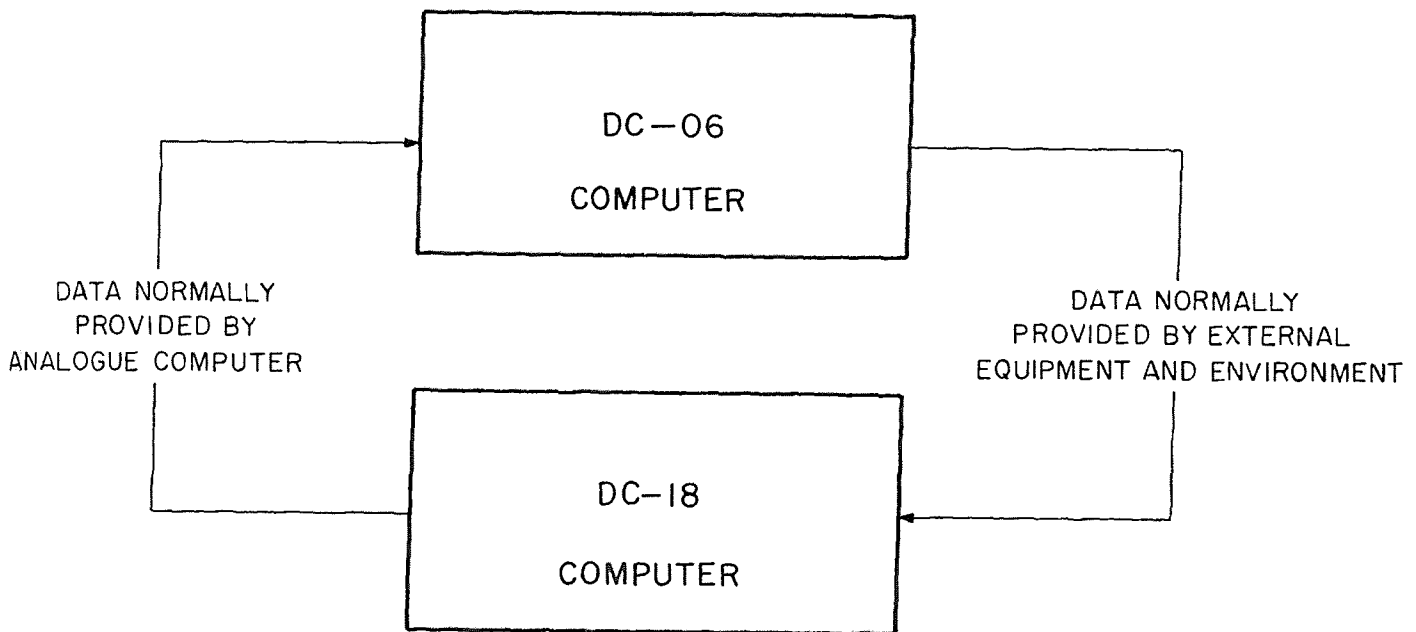 DC-06
COMPUTER
DATA NORMALLY
PROVIDED BY
ANALOGUE COMPUTER
DATA NORMALLY
PROVIDED BY EXTERNAL
EQUIPMENT AND ENVIRONMENT
DC-18
COMPUTER